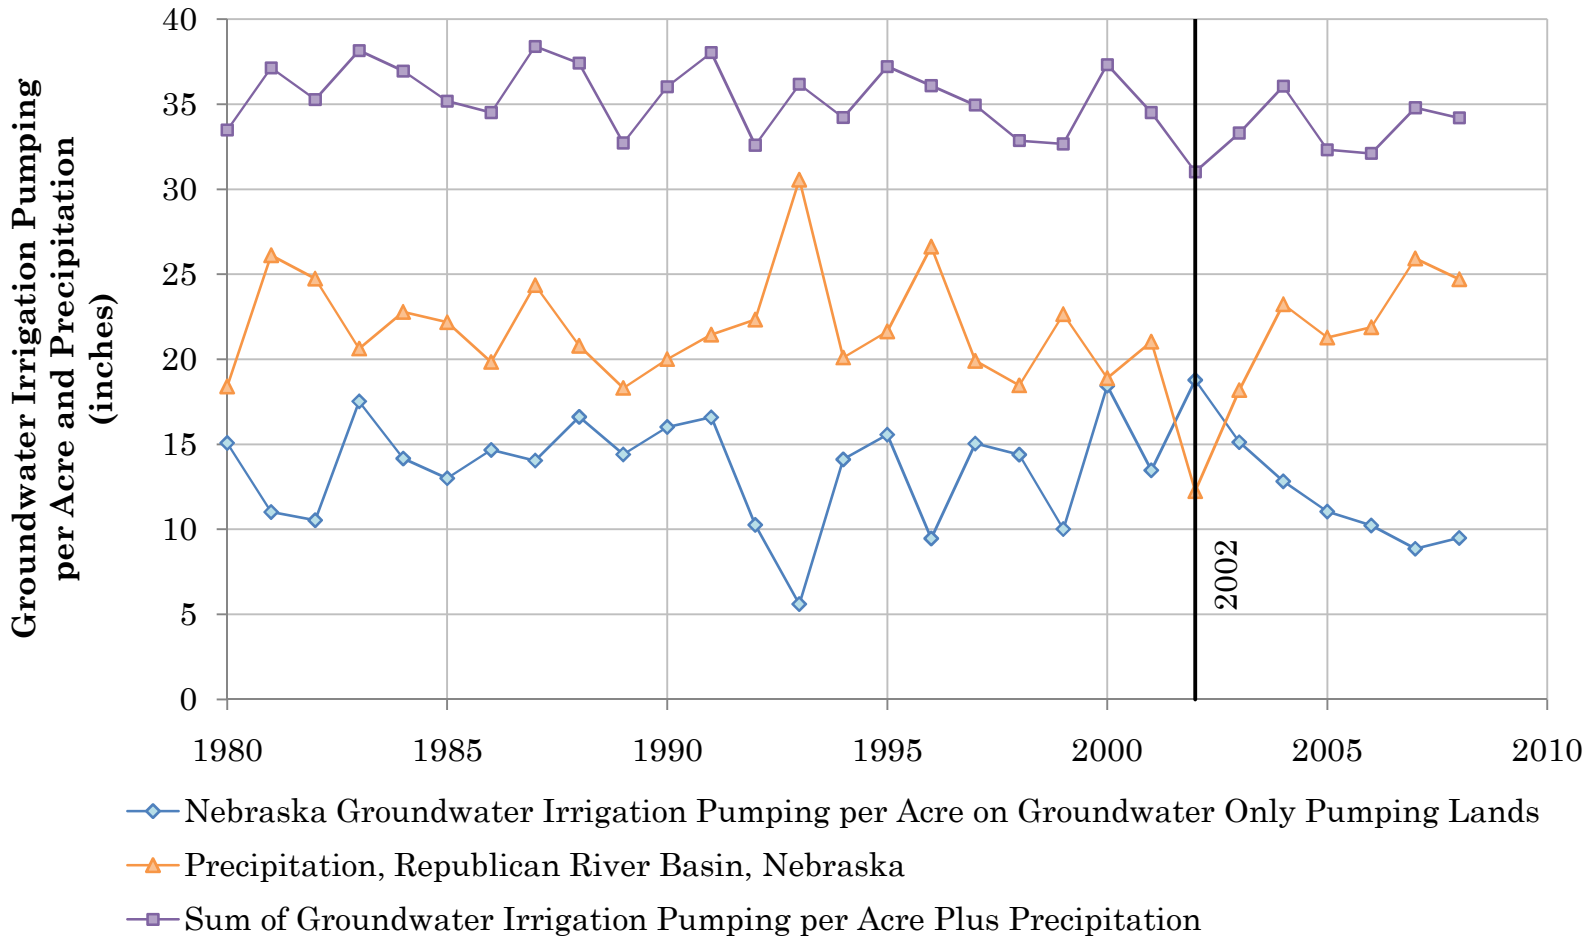 Groundwater Irrigation Pumping
per Acre and Precipitation
(inches)
40
35
30
25
20
15
10
5
0
2002
1980
1985
1990
1995
2000
2005
2010
Nebraska Groundwater Irrigation Pumping per Acre on Groundwater Only Pumping Lands
Precipitation, Republican River Basin, Nebraska
Sum of Groundwater Irrigation Pumping per Acre Plus Precipitation